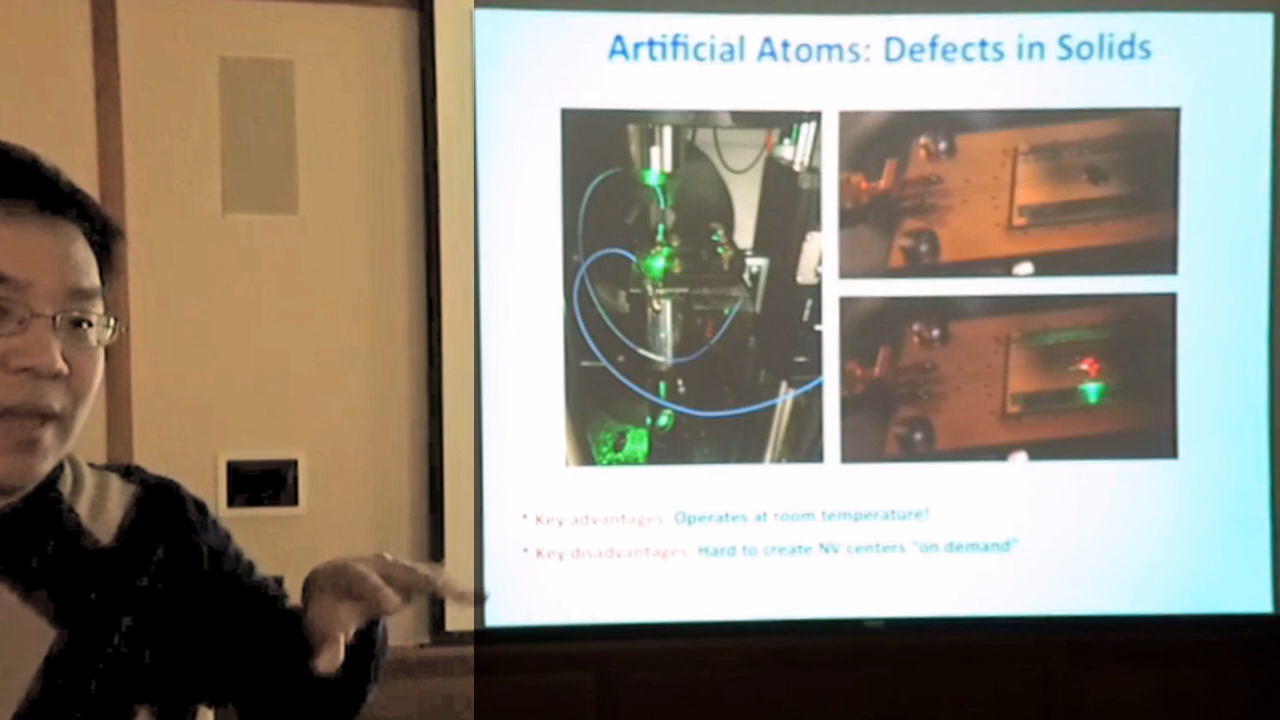 Artificial Atoms: Defects in Solids
• Key advantages: Operates at room temperature!
• Key disadvantages: Hard to create NV centers "on demand"